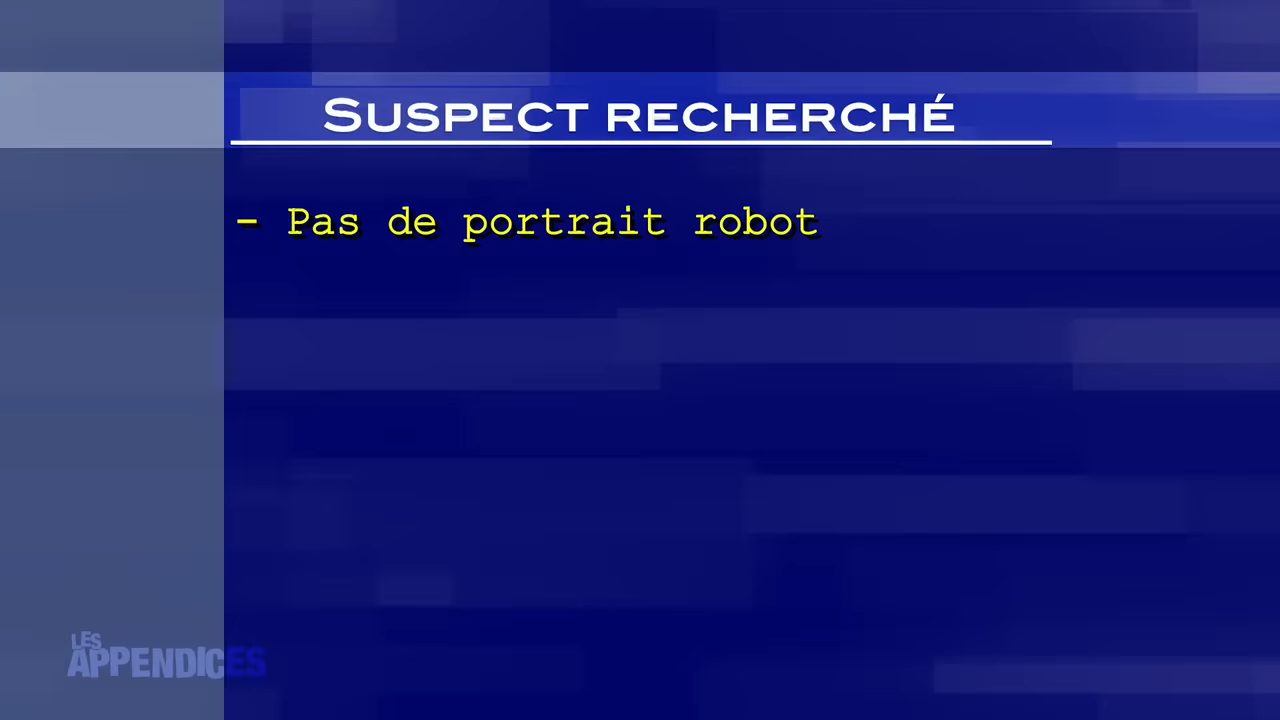 SUSPECT RECHERCHÉ
- Pas de portrait robot
LES
APPENDICES